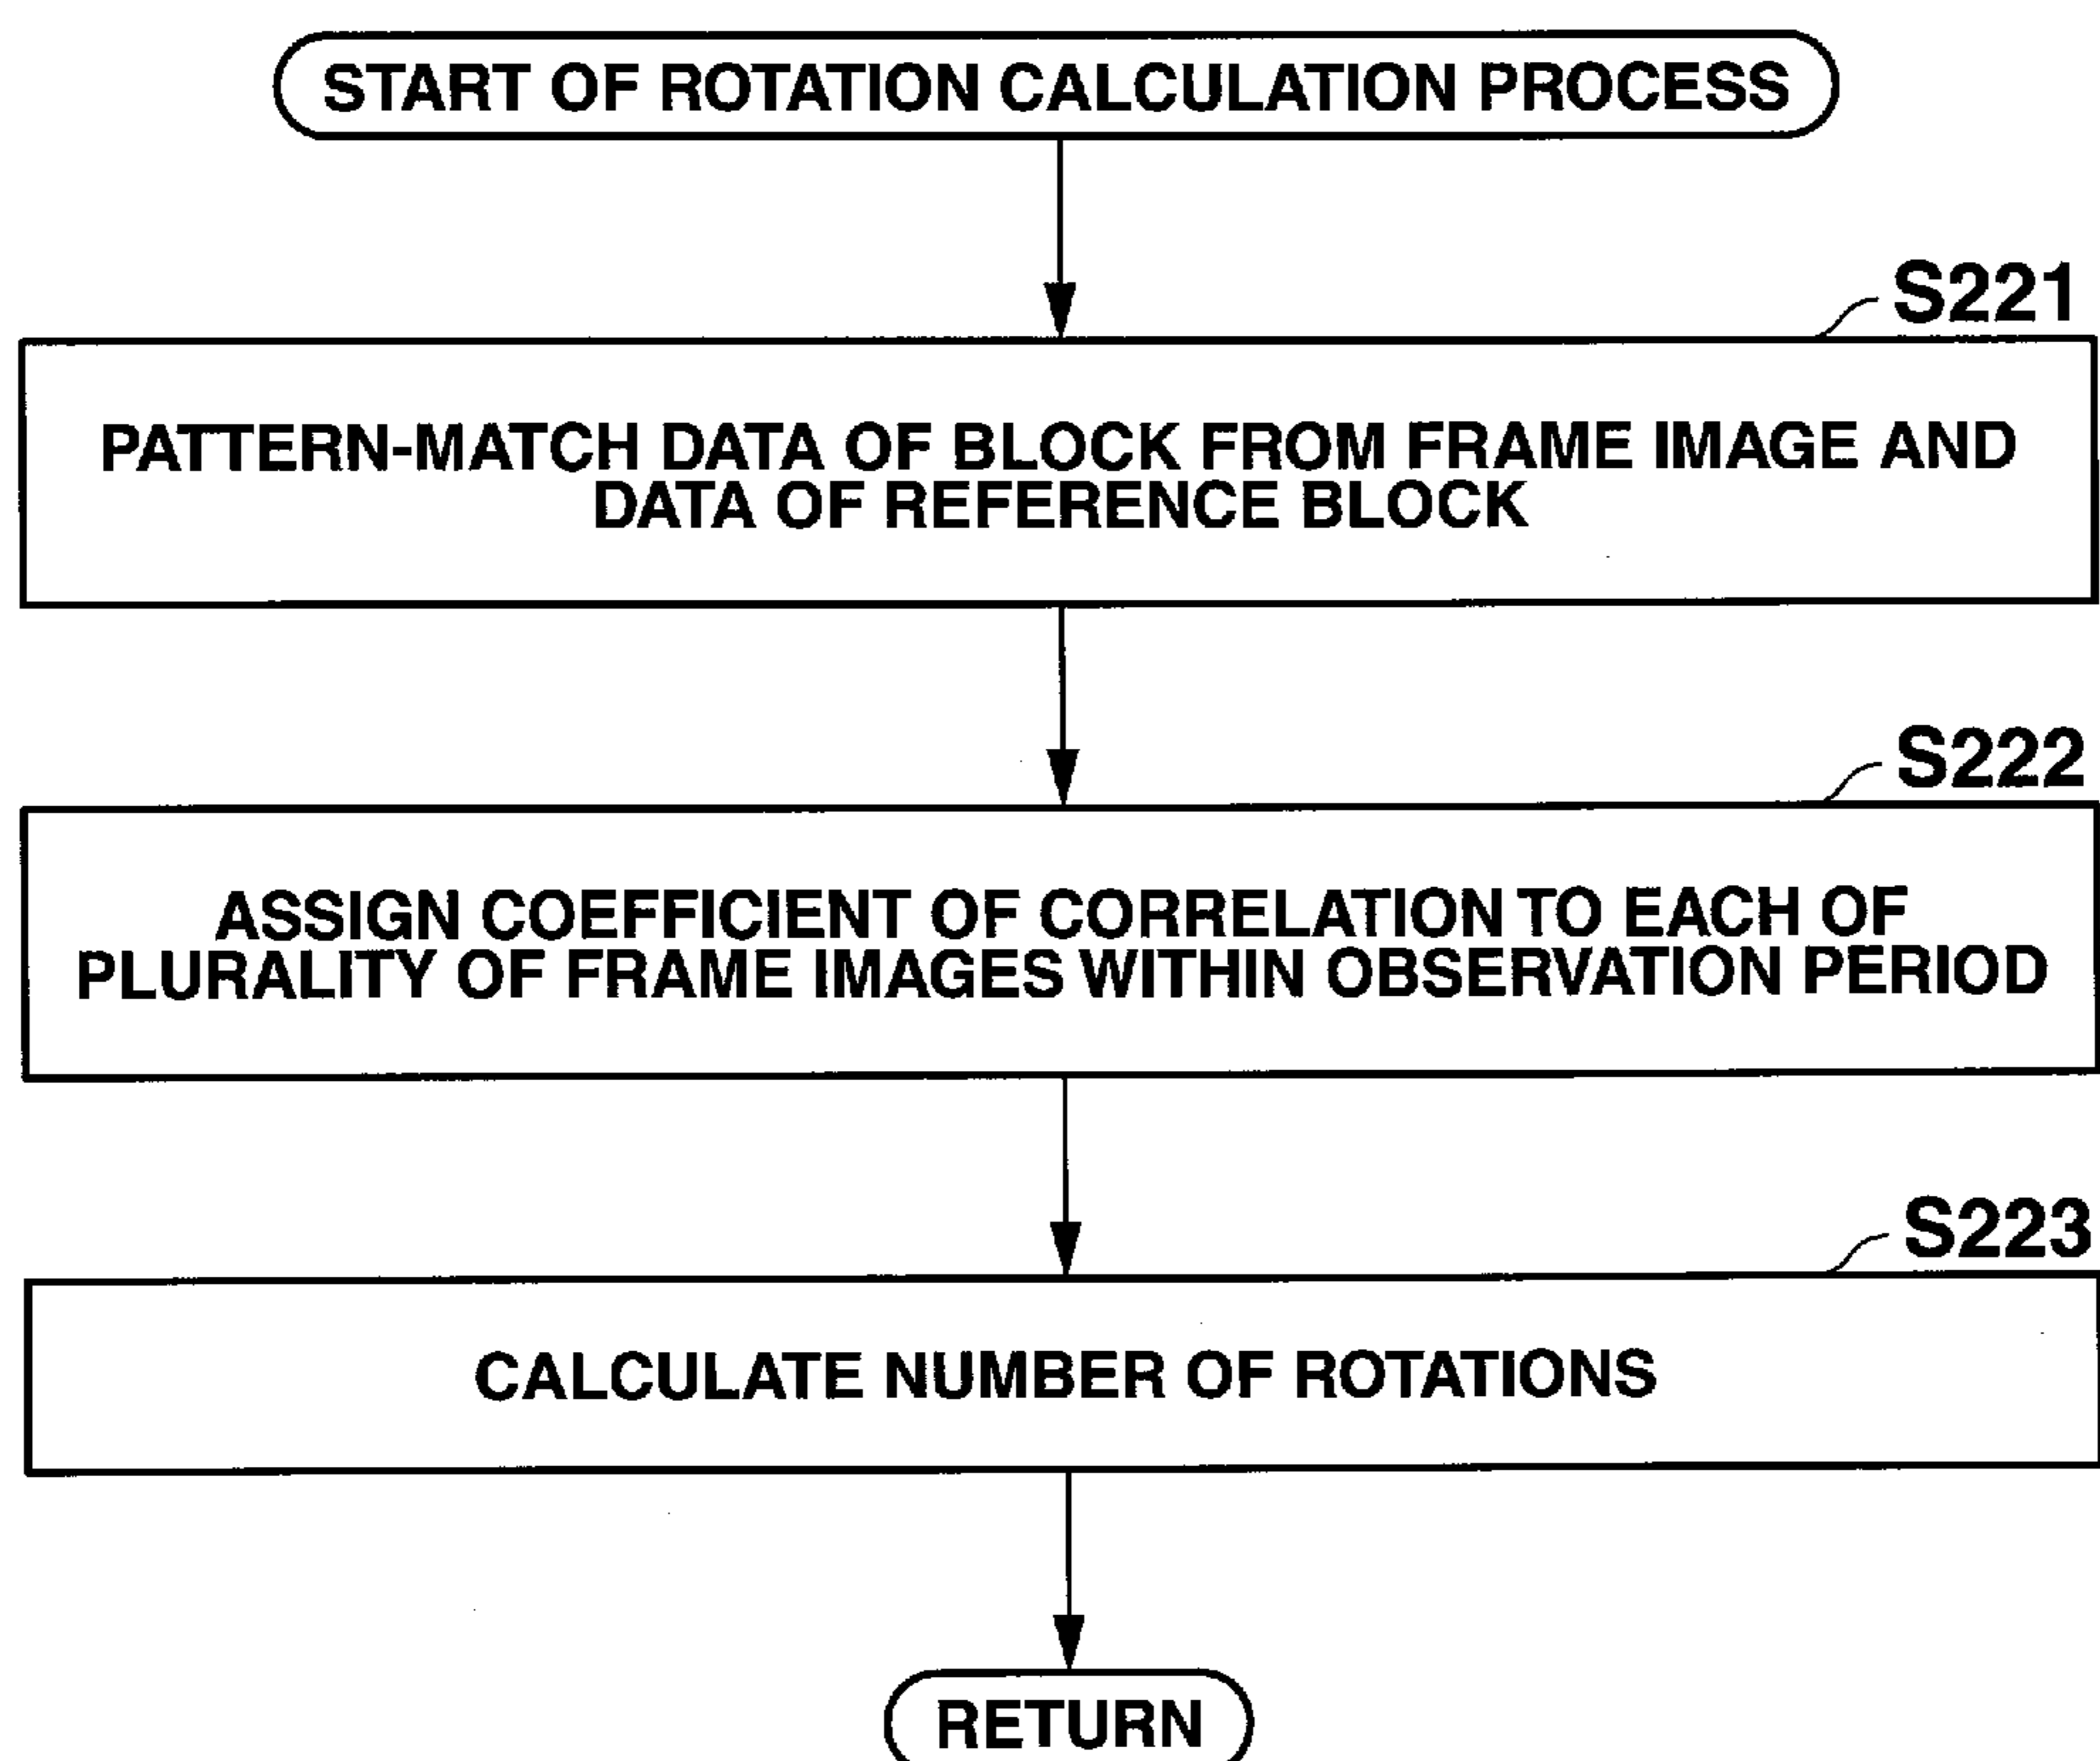 START OF ROTATION CALCULATION PROCESS
S221
PATTERN-MATCH DATA OF BLOCK FROM FRAME IMAGE AND
DATA OF REFERENCE BLOCK
S222
ASSIGN COEFFICIENT OF CORRELATION TO EACH OF
PLURALITY OF FRAME IMAGES WITHIN OBSERVATION PERIOD
S223
CALCULATE NUMBER OF ROTATIONS
RETURN